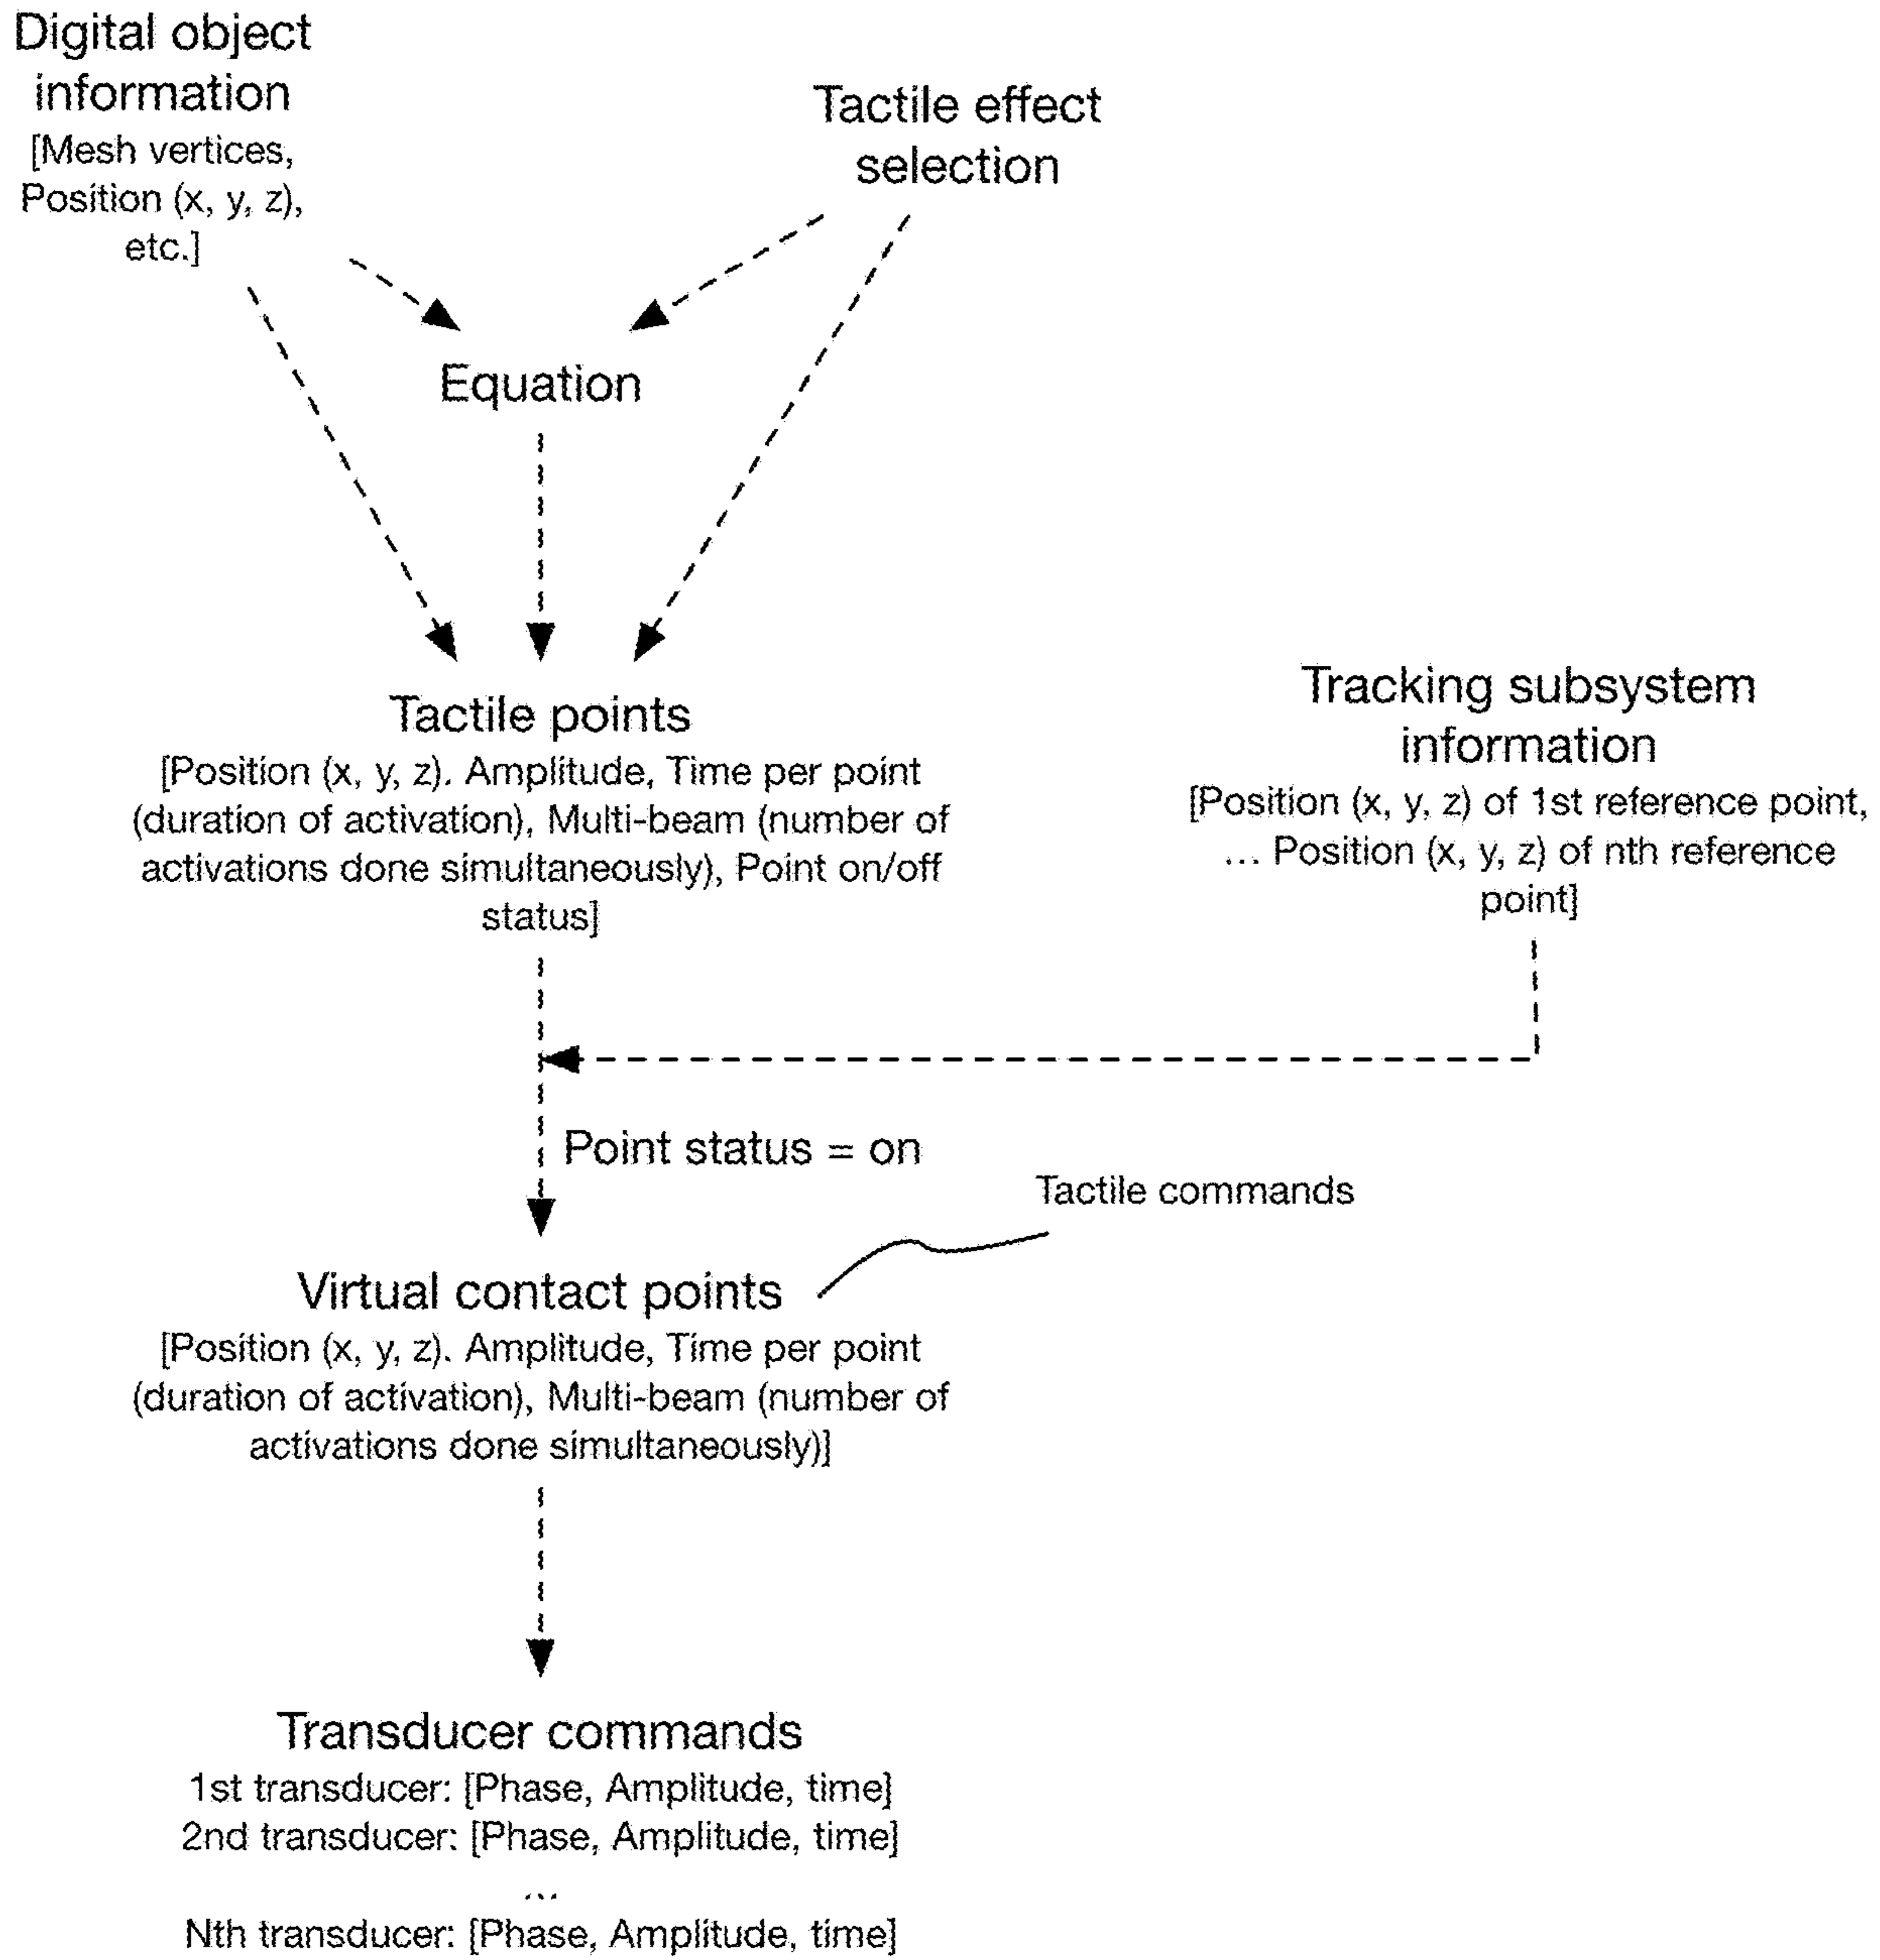 Digital object
information
[Mesh vertices,
Position (x, y, z),
etc.]
Tactile effect
selection
Equation
Tactile points
[Position (x, y, z). Amplitude, Time per point
(duration of activation), Multi-beam (number of
activations done simultaneously), Point on/off
status]
Tracking subsystem
information
[Position (x, y, z) of 1st reference point,
... Position (x, y, z) of nth reference
point]
Point status = on
Tactile commands
Virtual contact points
[Position (x, y, z). Amplitude, Time per point
(duration of activation), Multi-beam (number of
activations done simultaneously)]
Transducer commands
1st transducer: [Phase, Amplitude, time]
2nd transducer: [Phase, Amplitude, time]
...
Nth transducer: [Phase, Amplitude, time]